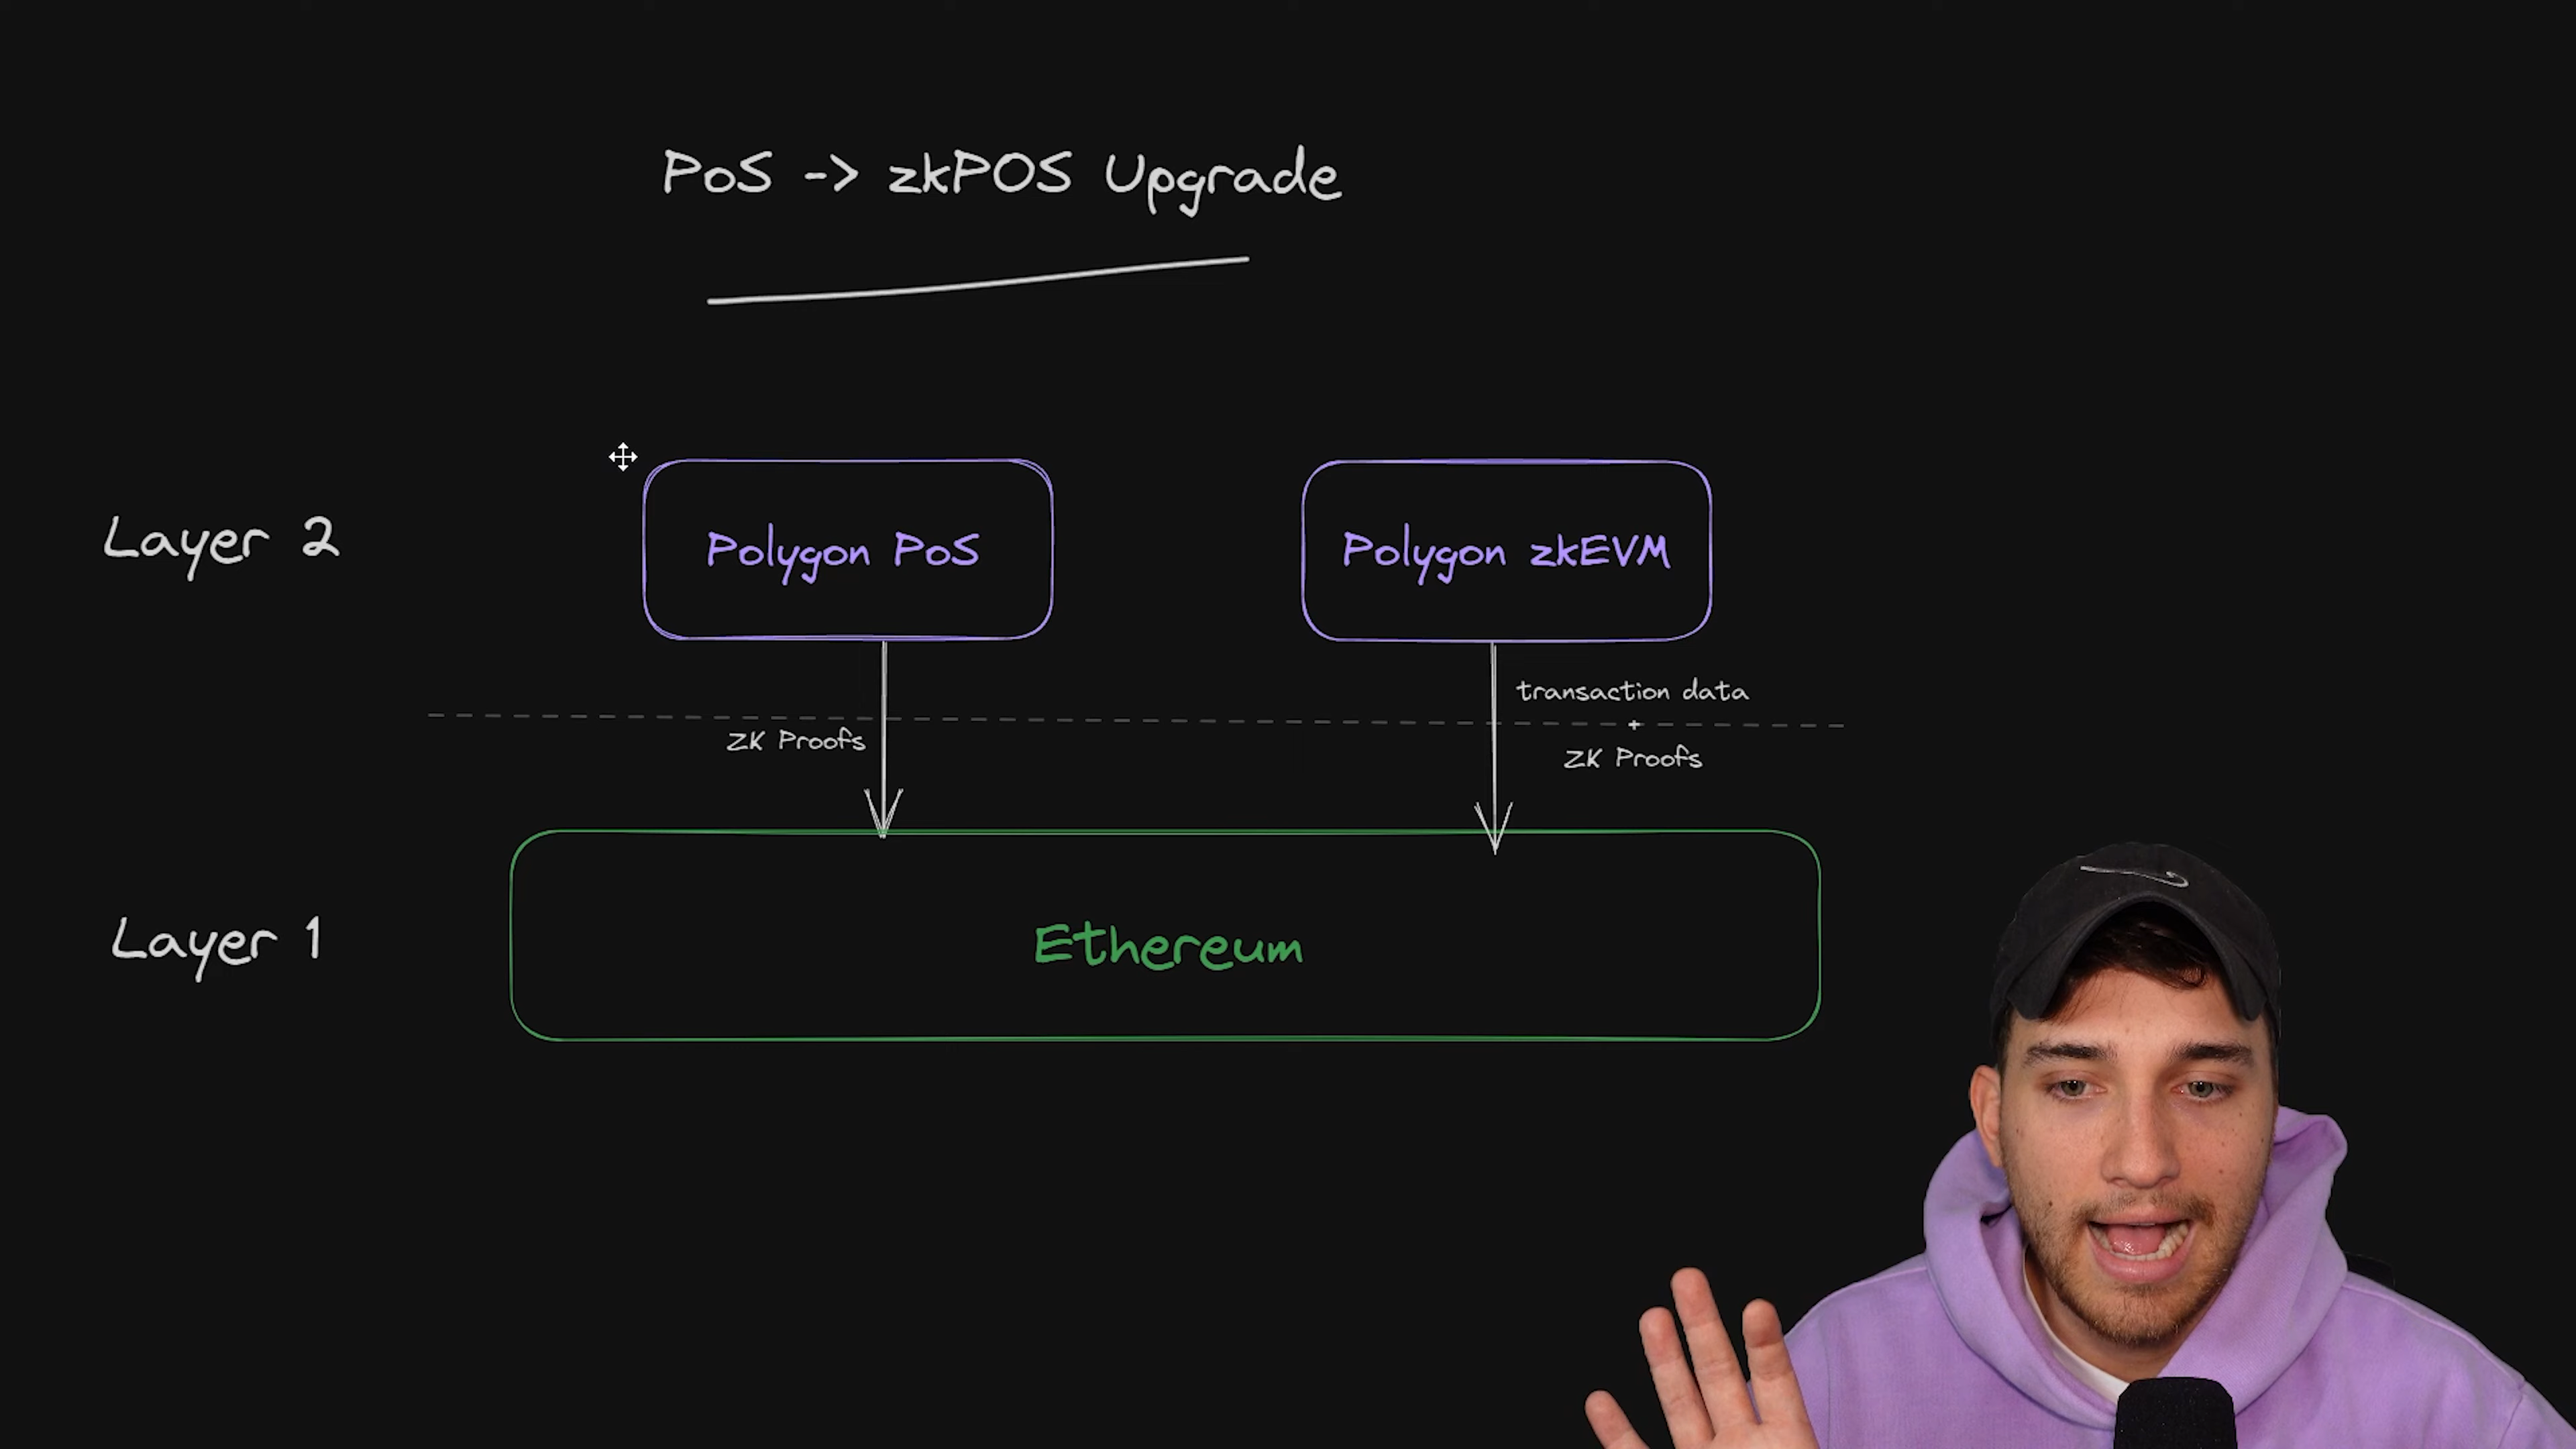 PoS -> zkPOS Upgrade
Layer 2
Polygon PoS
Polygon zkEVM
transaction data
+
ZK Proofs
ZK Proofs
Layer 1
Ethereum